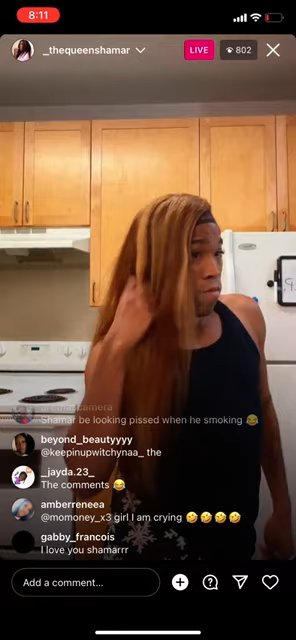 8:11
_thequeenshamar
LIVE
802
Shamar be looking pissed when he smoking 😂
beyond_beautyyyy
@keepinupwitchynaa_ the
_jayda.23_
The comments 😂
amberreneea
@momoney_x3 girl I am crying 🤣🤣🤣🤣
gabby_francois
I love you shamarrr
Add a comment...